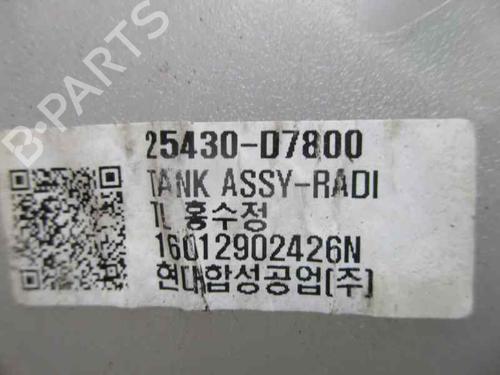 B-PARTS
25430-D7800
TANK ASSY-RADI
TL 홍수정
16012902426N
현대합성공업(주)